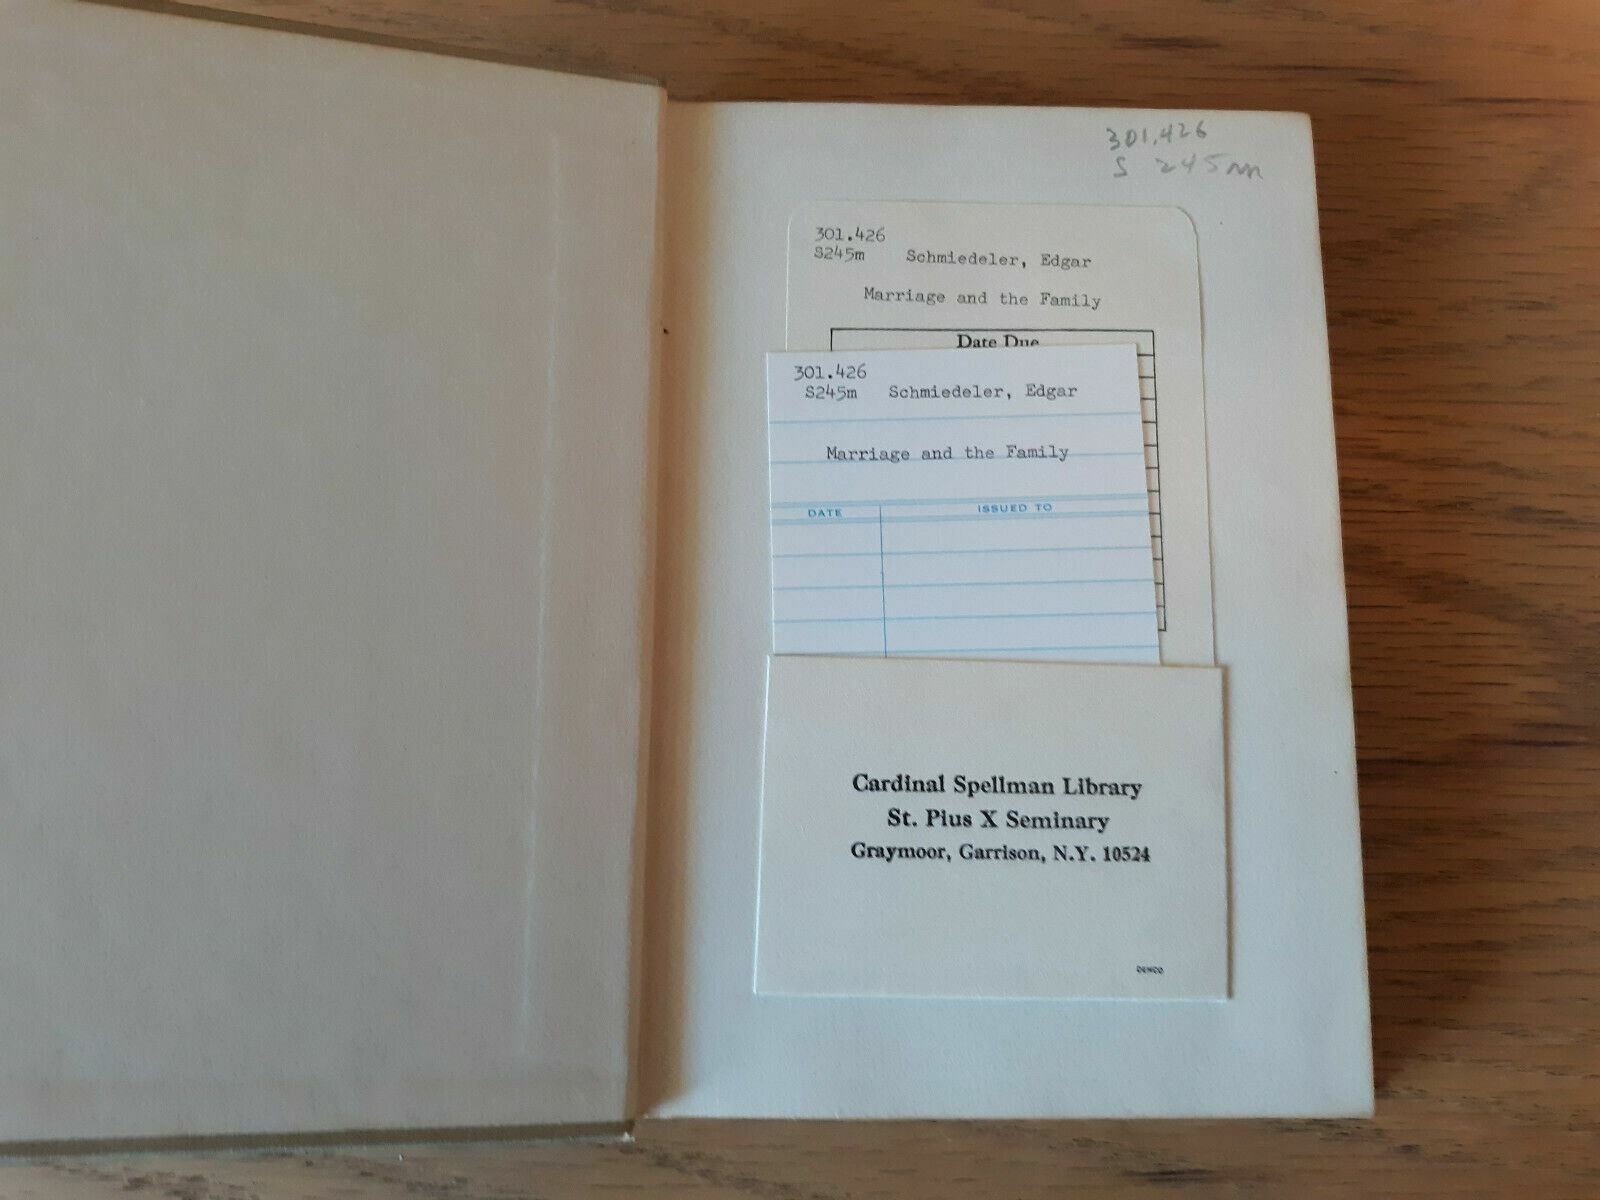 301.426
S 245m
301.426
S245m Schmiedeler, Edgar
Marriage and the Family
Date Due
301.426
S245m Schmiedeler, Edgar
Marriage and the Family
DATE ISSUED TO
Cardinal Spellman Library
St. Pius X Seminary
Graymoor, Garrison, N.Y. 10524
DEMCO